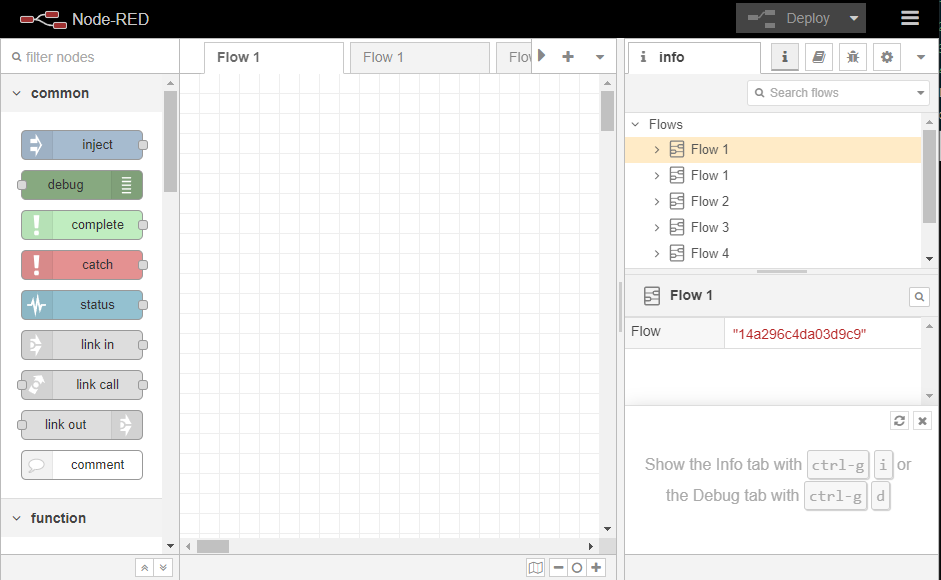 Node-RED
Deploy
filter nodes
Flow 1
Flow 1
Flo
info
common
Search flows
inject
debug
complete
catch
status
link in
link call
link out
comment
function
Flows
Flow 1
Flow 1
Flow 2
Flow 3
Flow 4
Flow 1
Flow "14a296c4da03d9c9"
Show the Info tab with ctrl-g i or
the Debug tab with ctrl-g d